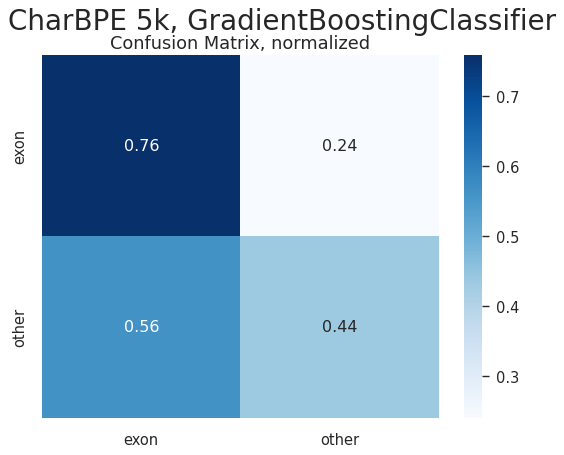 CharBPE 5k, GradientBoostingClassifier
Confusion Matrix, normalized
exon
0.76
0.24
other
0.56
0.44
exon
other
0.7
0.6
0.5
0.4
0.3